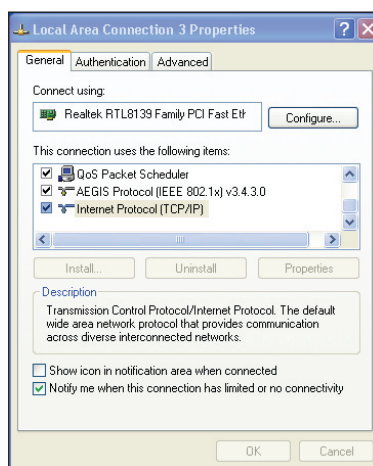 Local Area Connection 3 Properties
General Authentication Advanced
Connect using:
Realtek RTL8139 Family PCI Fast Eth
Configure...
This connection uses the following items:
QoS Packet Scheduler
AEGIS Protocol (IEEE 802.1x) v3.4.3.0
Internet Protocol (TCP/IP)
Install... Uninstall Properties
Description
Transmission Control Protocol/Internet Protocol. The default
wide area network protocol that provides communication
across diverse interconnected networks.
Show icon in notification area when connected
Notify me when this connection has limited or no connectivity
OK Cancel